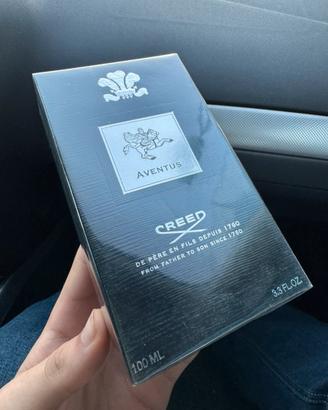 AVENTUS
CREED
DE PÈRE EN FILS DEPUIS 1760
FROM FATHER TO SON SINCE 1760
100 ML
3.3 FL.OZ.